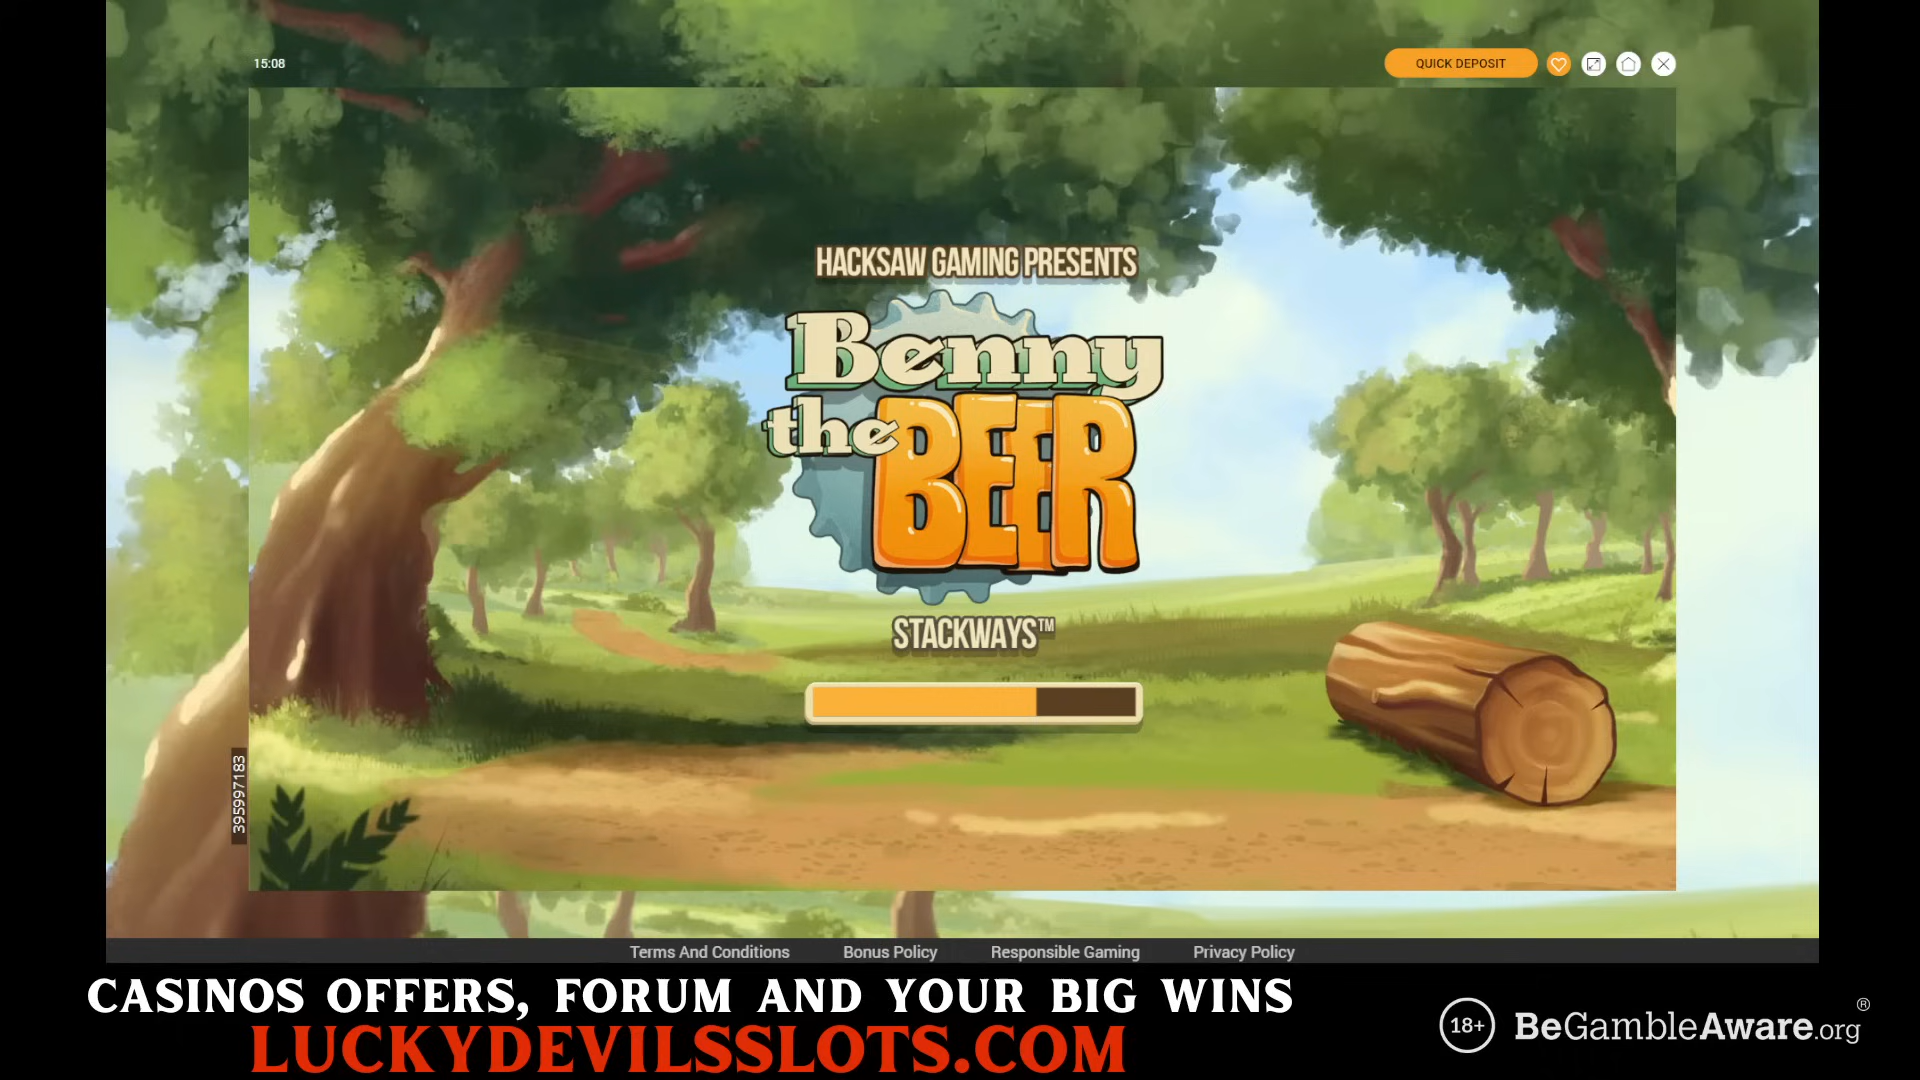 15:08
QUICK DEPOSIT
HACKSAW GAMING PRESENTS
Benny
the BEER
STACKWAYS™
395997183
Terms And Conditions Bonus Policy Responsible Gaming Privacy Policy
CASINOS OFFERS, FORUM AND YOUR BIG WINS
LUCKYDEVILSSLOTS.COM
18+ BeGambleAware.org®